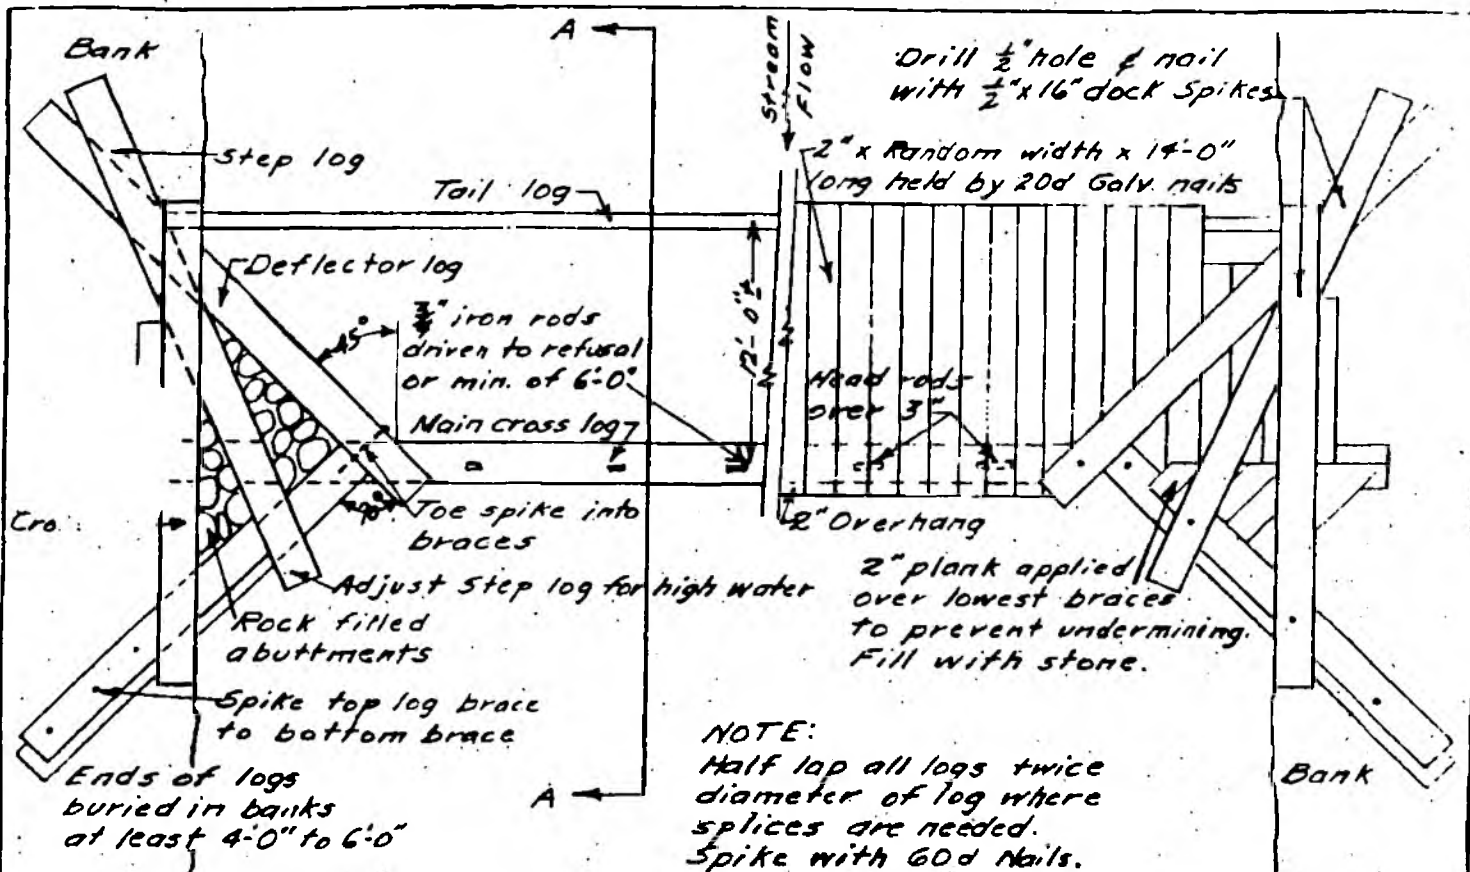 Bank
A
Stream
Flow
Drill 1/2" hole & nail
with 1/2" x 16" dock Spikes
Step log
2" x Random width x 14'-0"
long held by 20d Galv. nails
Tail log
Deflector log
3/4" iron rods
driven to refusal
or min. of 6'-0"
45°
12'-0"±
Head rods
over 3"
Main cross log
90°
Toe spike into
braces
2" Overhang
Cro
Adjust Step log for high water
2" plank applied
over lowest braces
to prevent undermining.
Fill with stone.
Rock filled
abuttments
Spike top log brace
to bottom brace
NOTE:
Half lap all logs twice
diameter of log where
splices are needed.
Spike with 60d Nails.
Ends of logs
buried in banks
at least 4'-0" to 6'-0"
A
Bank